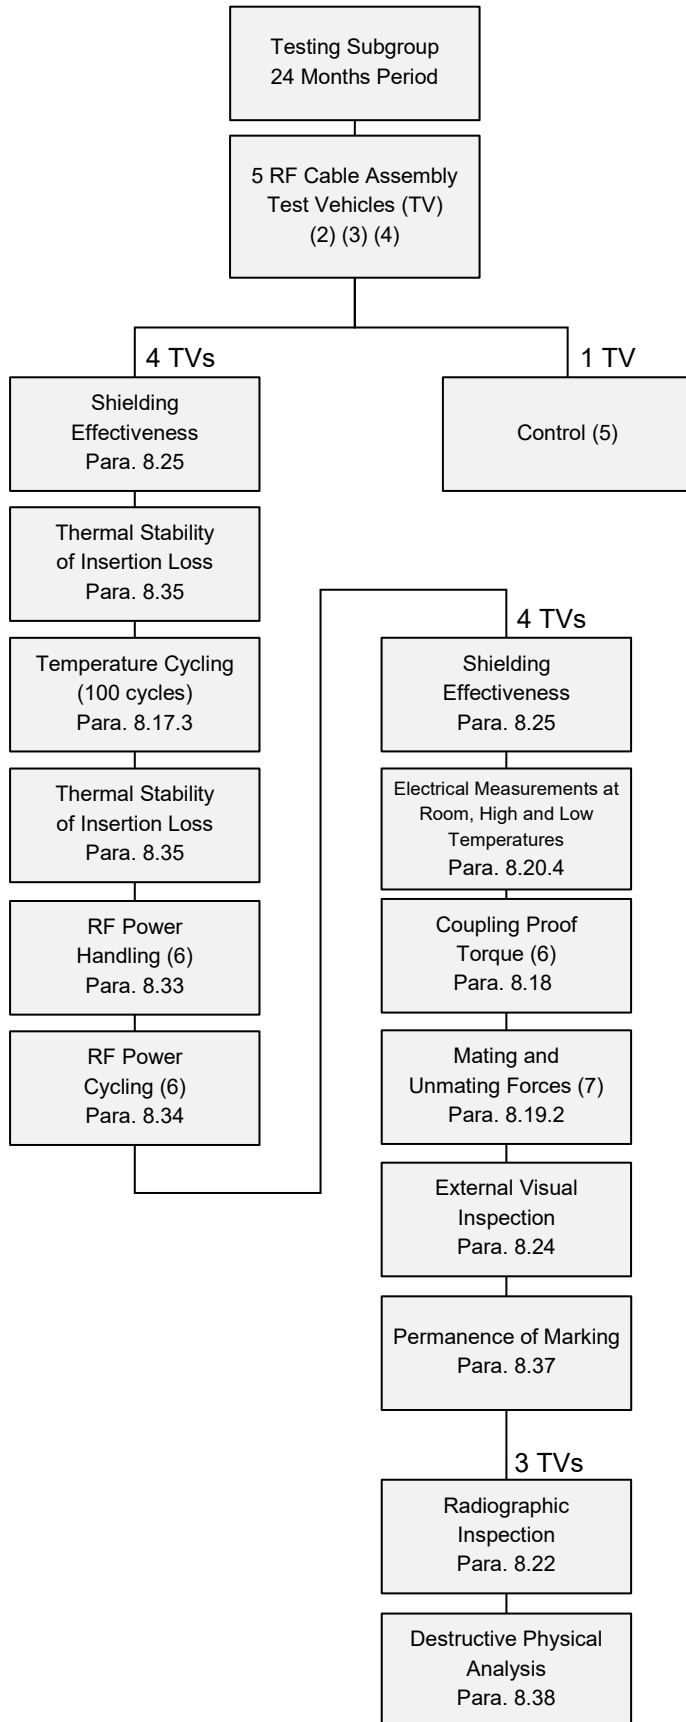 Testing Subgroup
24 Months Period
5 RF Cable Assembly
Test Vehicles (TV)
(2) (3) (4)
4 TVs
1 TV
Shielding
Effectiveness
Para. 8.25
Control (5)
Thermal Stability
of Insertion Loss
Para. 8.35
Temperature Cycling
(100 cycles)
Para. 8.17.3
Thermal Stability
of Insertion Loss
Para. 8.35
RF Power
Handling (6)
Para. 8.33
RF Power
Cycling (6)
Para. 8.34
4 TVs
Shielding
Effectiveness
Para. 8.25
Electrical Measurements at
Room, High and Low
Temperatures
Para. 8.20.4
Coupling Proof
Torque (6)
Para. 8.18
Mating and
Unmating Forces (7)
Para. 8.19.2
External Visual
Inspection
Para. 8.24
Permanence of Marking
Para. 8.37
3 TVs
Radiographic
Inspection
Para. 8.22
Destructive Physical
Analysis
Para. 8.38